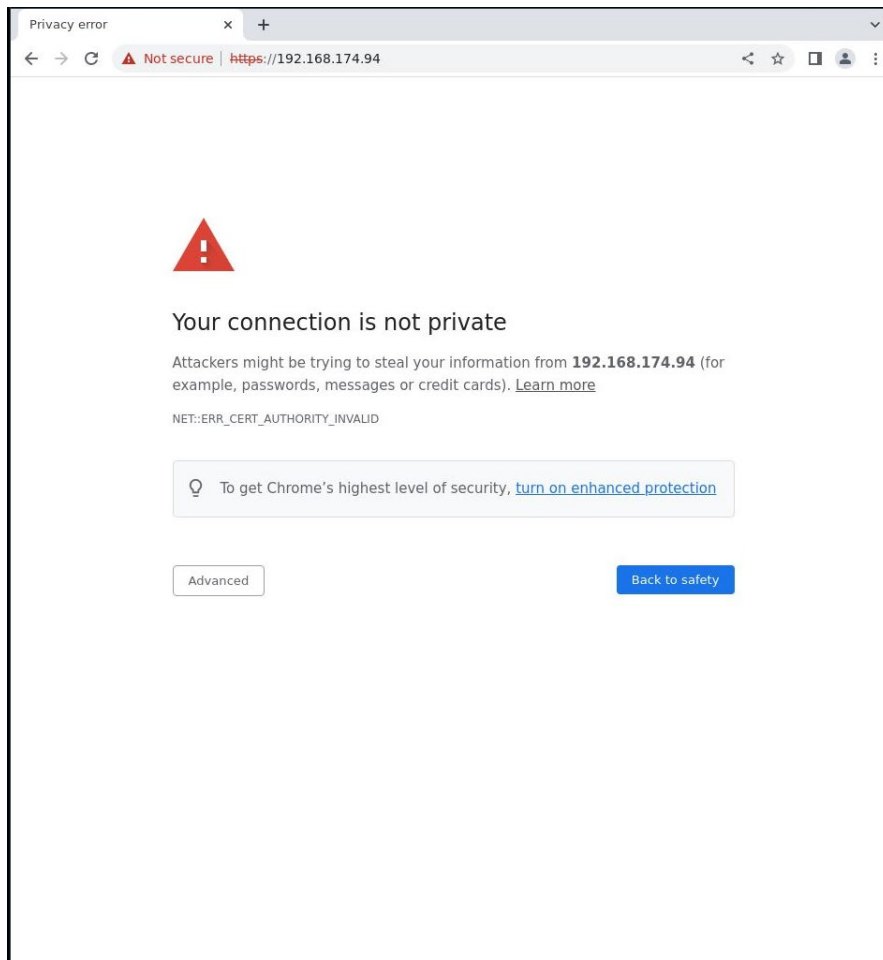 Privacy error
Not secure | https://192.168.174.94
Your connection is not private
Attackers might be trying to steal your information from 192.168.174.94 (for
example, passwords, messages or credit cards). Learn more
NET::ERR_CERT_AUTHORITY_INVALID
To get Chrome’s highest level of security, turn on enhanced protection
Advanced
Back to safety